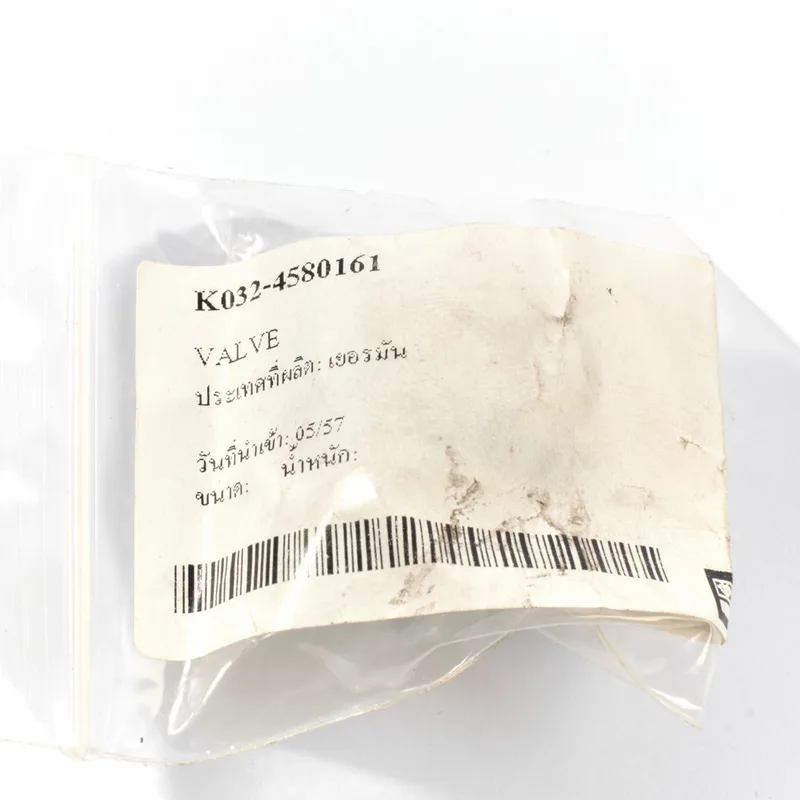 K032-4580161
VALVE
ประเทศที่ผลิต: เยอรมัน
วันที่นำเข้า: 05/57
ขนาด: น้ำหนัก: